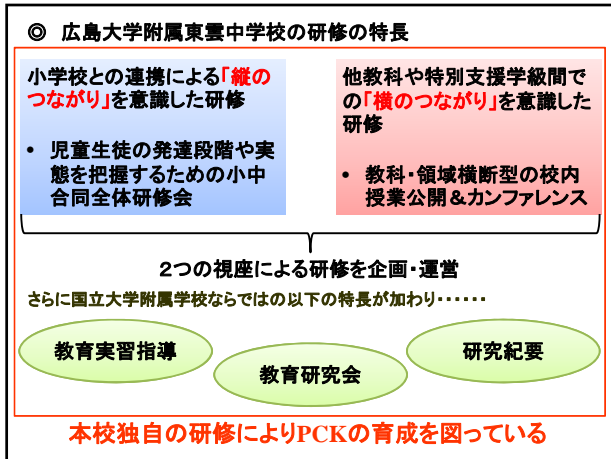 ◎ 広島大学附属東雲中学校の研修の特長
小学校との連携による「縦の
つながり」を意識した研修
• 児童生徒の発達段階や実
態を把握するための小中
合同全体研修会
他教科や特別支援学級間で
の「横のつながり」を意識した
研修
• 教科・領域横断型の校内
授業公開＆カンファレンス
２つの視座による研修を企画・運営
さらに国立大学附属学校ならではの以下の特長が加わり・・・・・・
教育実習指導
教育研究会
研究紀要
本校独自の研修によりPCKの育成を図っている